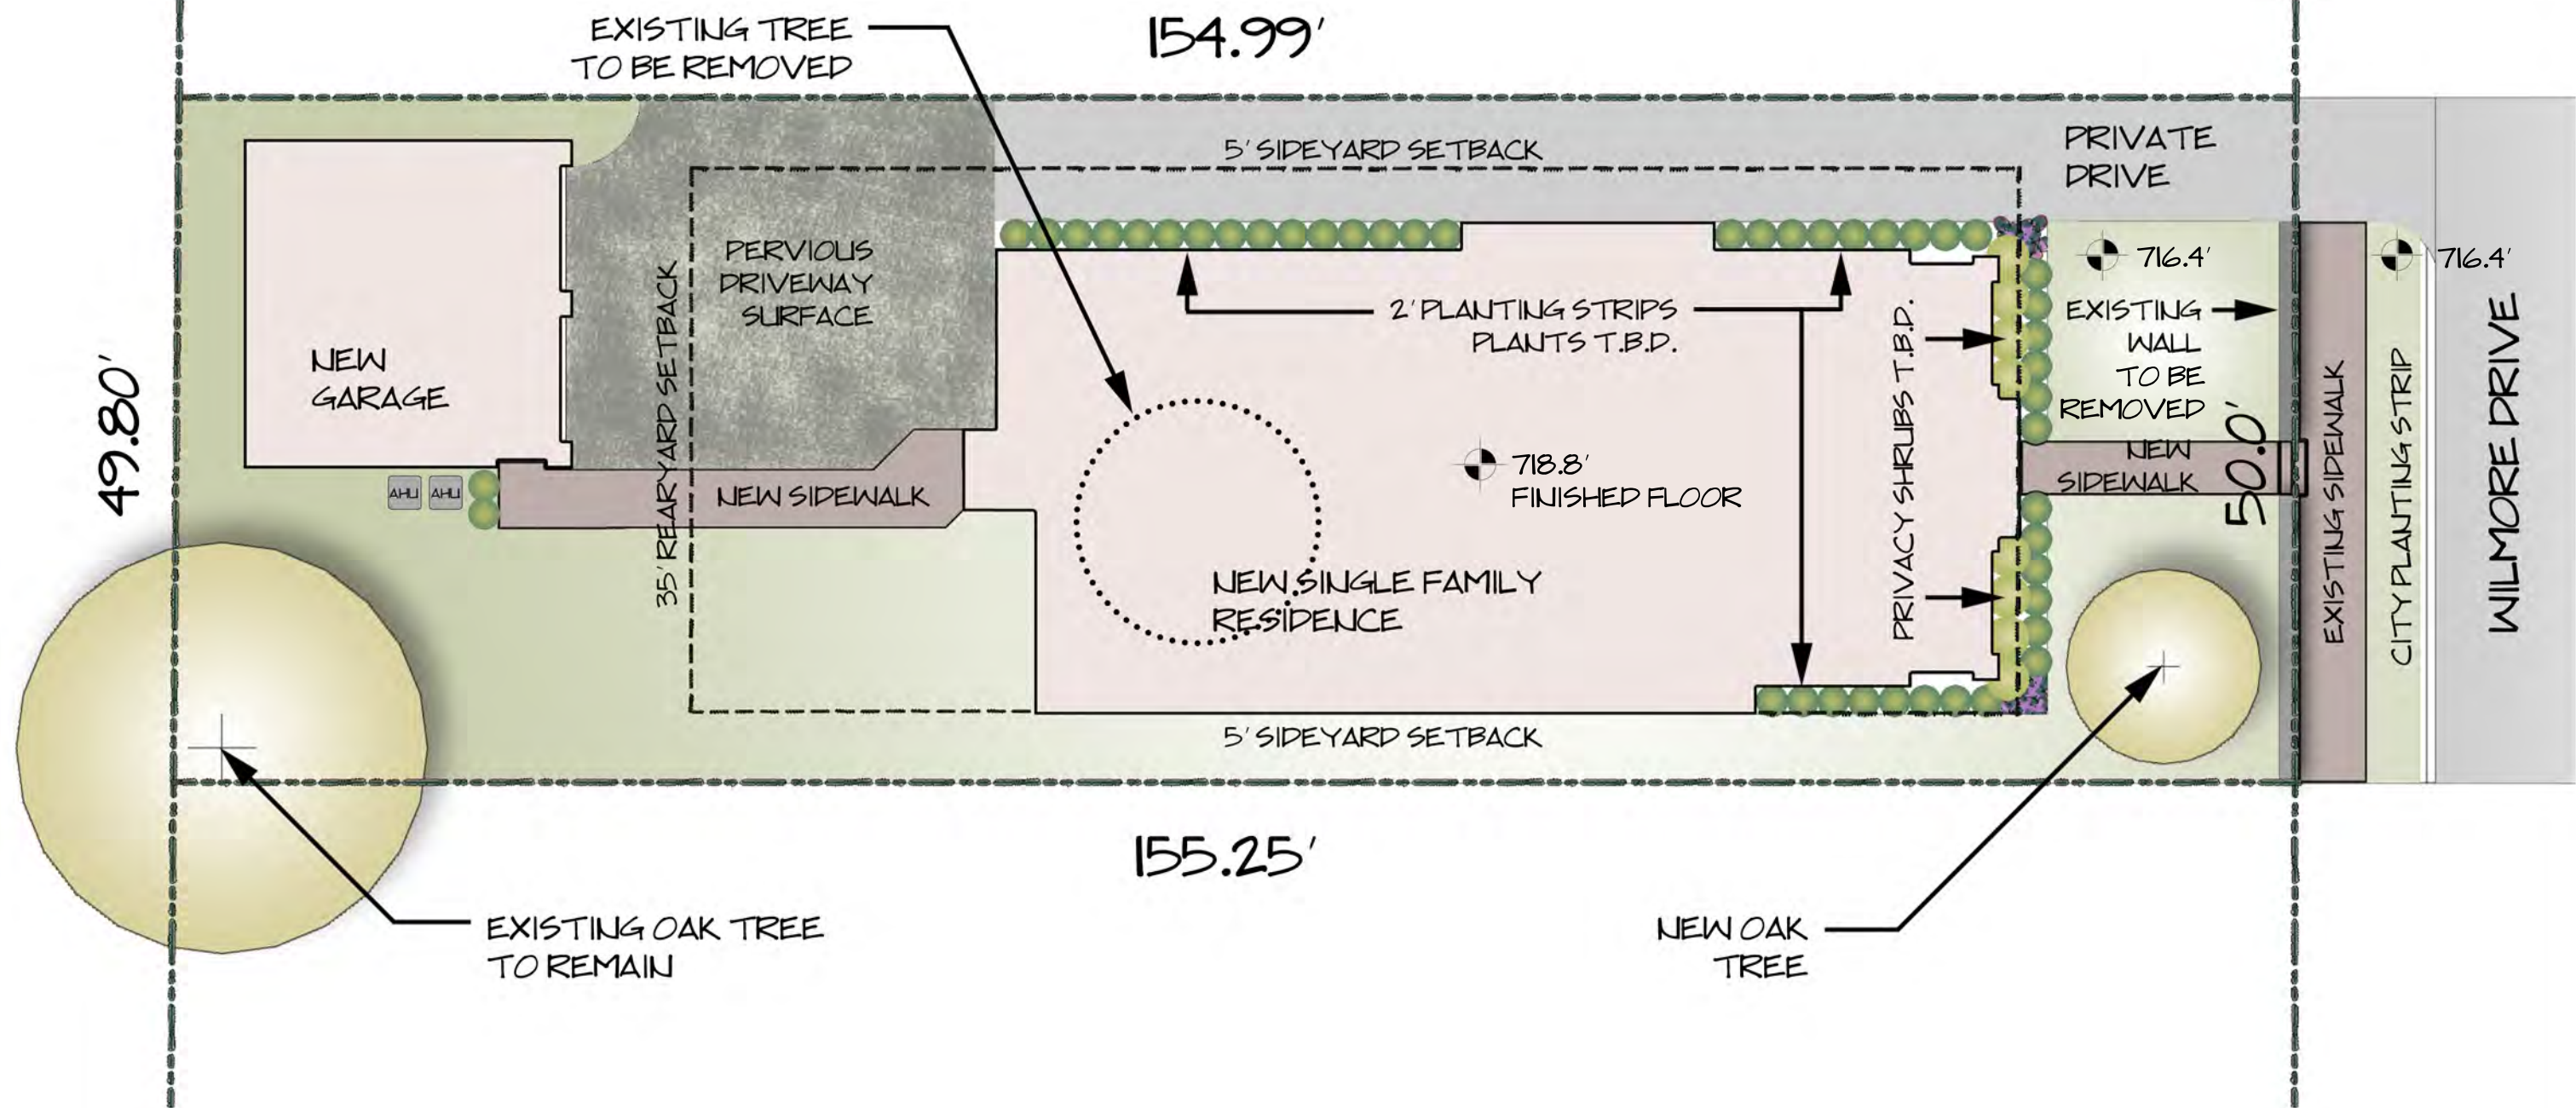 EXISTING TREE
TO BE REMOVED
154.99'
5' SIDEYARD SETBACK
PRIVATE
DRIVE
PERVIOUS
DRIVEWAY
SURFACE
35' REARYARD SETBACK
NEW
GARAGE
49.80'
AHU
AHU
NEW SIDEWALK
2' PLANTING STRIPS
PLANTS T.B.D.
PRIVACY SHRUBS T.B.D.
716.4'
716.4'
EXISTING
WALL
TO BE
REMOVED
50.0'
NEW
SIDEWALK
EXISTING SIDEWALK
CITY PLANTING STRIP
WILMORE DRIVE
718.8'
FINISHED FLOOR
NEW SINGLE FAMILY
RESIDENCE
5' SIDEYARD SETBACK
155.25'
EXISTING OAK TREE
TO REMAIN
NEW OAK
TREE